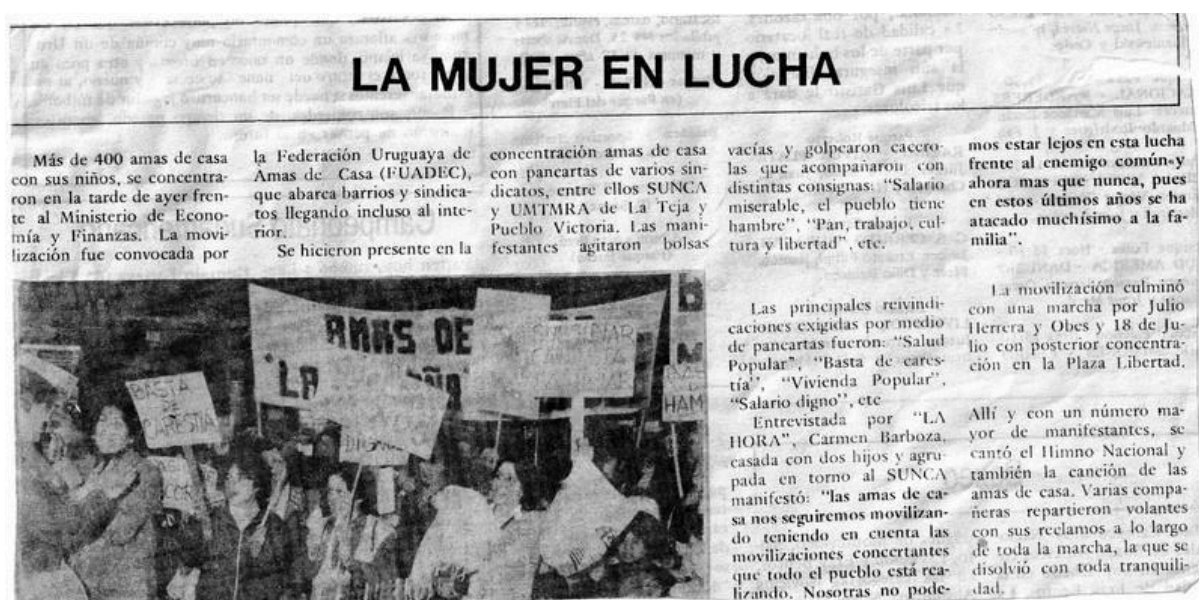 LA MUJER EN LUCHA
Más de 400 amas de casa
con sus niños, se concentra-
ron en la tarde de ayer fren-
te al Ministerio de Econo-
mía y Finanzas. La movi-
lización fue convocada por
la Federación Uruguaya de
Amas de Casa (FUADEC),
que abarca barrios y sindica-
tos llegando incluso al inte-
rior.
Se hicieron presente en la
concentración amas de casa
con pancartas de varios sin-
dicatos, entre ellos SUNCA
y UMTMRA de La Teja y
Pueblo Victoria. Las mani-
festantes agitaron bolsas
vacías y golpearon cacero-
las que acompañaron con
distintas consignas: "Salario
miserable, el pueblo tiene
hambre", "Pan, trabajo, cul-
tura y libertad", etc.
Las principales reivindi-
caciones exigidas por medio
de pancartas fueron: "Salud
Popular", "Basta de cares-
tía", "Vivienda Popular",
"Salario digno", etc
Entrevistada por "LA
HORA", Carmen Barboza,
casada con dos hijos y agru-
pada en torno al SUNCA
manifestó: "las amas de ca-
sa nos seguiremos movilizan-
do teniendo en cuenta las
movilizaciones concertantes
que todo el pueblo está rea-
lizando. Nosotras no pode-
mos estar lejos en esta lucha
frente al enemigo común y
ahora mas que nunca, pues
en estos últimos años se ha
atacado muchísimo a la fa-
milia".
La movilización culminó
con una marcha por Julio
Herrera y Obes y 18 de Ju-
lio con posterior concentra-
ción en la Plaza Libertad.
Allí y con un número ma-
yor de manifestantes, se
cantó el Himno Nacional y
también la canción de las
amas de casa. Varias compa-
ñeras repartieron volantes
con sus reclamos a lo largo
de toda la marcha, la que se
disolvió con toda tranquili-
dad.
AMAS DE
BASTA
DE
CARESTIA
HAM